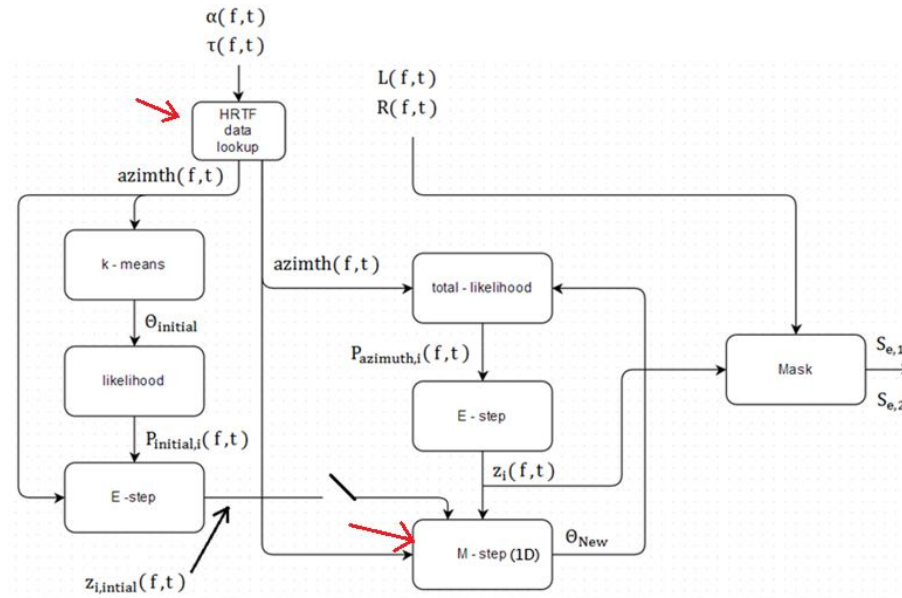 α(f,t)
τ(f,t)
L(f,t)
R(f,t)
HRTF
data
lookup
azimth(f,t)
k - means
azimth(f,t)
total - likelihood
Θinitial
Pazimuth,i(f,t)
likelihood
Mask
Se,1
Se,2
E - step
Pinitial,i(f,t)
zi(f,t)
E -step
M - step (1D)
ΘNew
zi,intial(f,t)